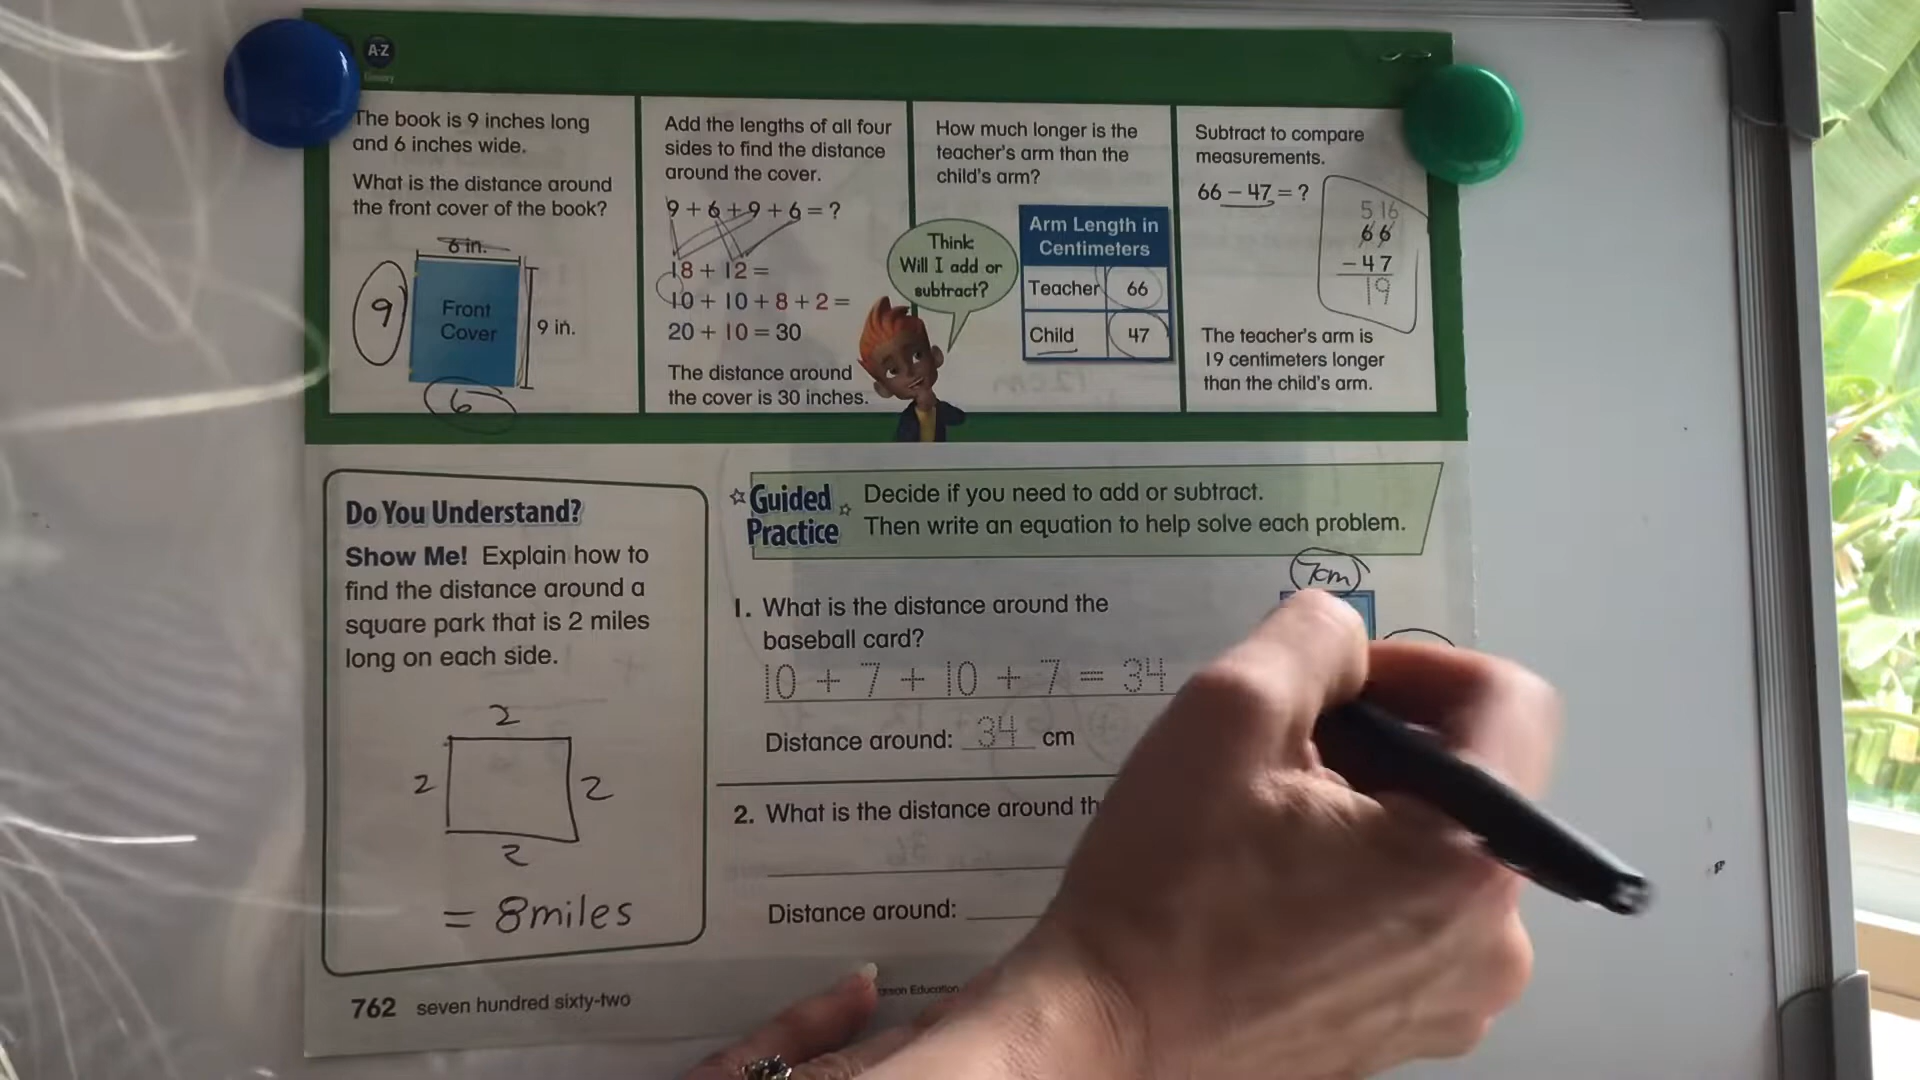 A-Z
Glossary
The book is 9 inches long
and 6 inches wide.
What is the distance around
the front cover of the book?
6 in.
9
Front
Cover
9 in.
6
Add the lengths of all four
sides to find the distance
around the cover.
9 + 6 + 9 + 6 = ?
18 + 12 =
10 + 10 + 8 + 2 =
20 + 10 = 30
The distance around
the cover is 30 inches.
How much longer is the
teacher's arm than the
child's arm?
Think
Will I add or
subtract?
Arm Length in
Centimeters
Teacher 66
Child 47
Subtract to compare
measurements.
66 – 47 = ?
5 16
66
– 47
19
The teacher's arm is
19 centimeters longer
than the child's arm.
Do You Understand?
Show Me! Explain how to
find the distance around a
square park that is 2 miles
long on each side.
2
2
2
2
= 8 miles
Guided
Practice
Decide if you need to add or subtract.
Then write an equation to help solve each problem.
1. What is the distance around the
baseball card?
7cm
10 + 7 + 10 + 7 = 34
Distance around: 34 cm
2. What is the distance around
Distance around:
762 seven hundred sixty-two
Education